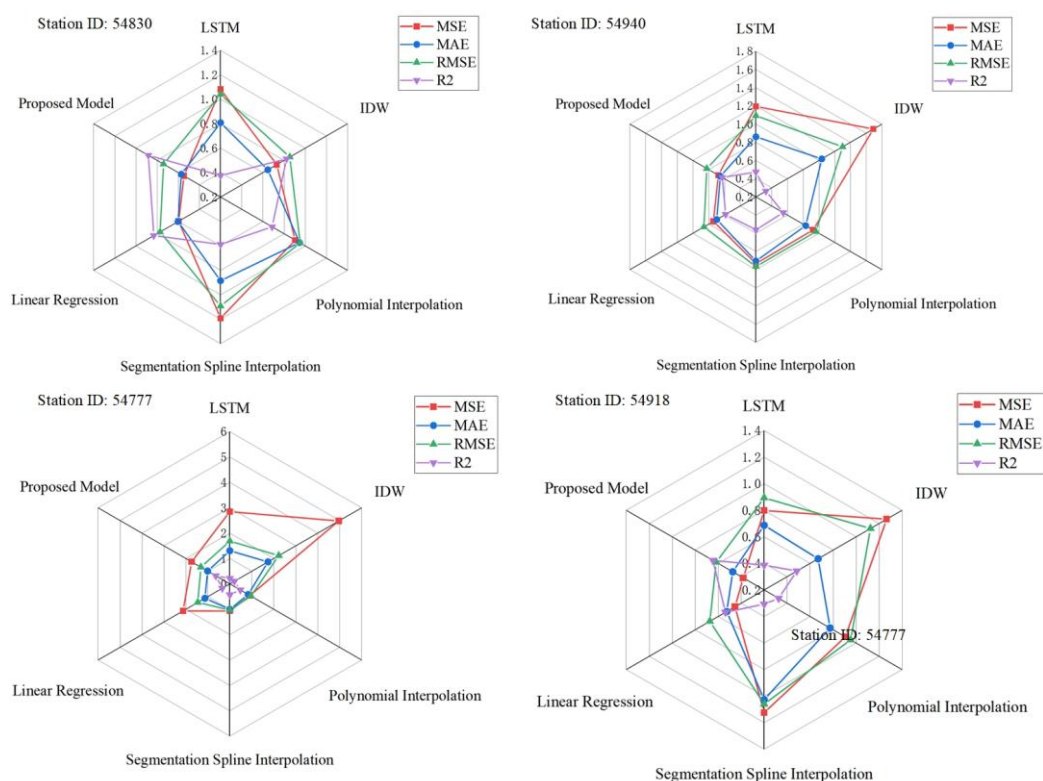 Station ID: 54830
LSTM
MSE
MAE
RMSE
R2
1.4
1.2
1.0
0.8
0.6
0.4
0.2
IDW
Proposed Model
Linear Regression
Polynomial Interpolation
Segmentation Spline Interpolation
Station ID: 54940
LSTM
MSE
MAE
RMSE
R2
1.8
1.8
1.6
1.4
1.2
1.0
0.8
0.6
0.4
0.2
IDW
Proposed Model
Linear Regression
Polynomial Interpolation
Segmentation Spline Interpolation
Station ID: 54777
LSTM
MSE
MAE
RMSE
R2
6
5
4
3
2
1
0
IDW
Proposed Model
Linear Regression
Polynomial Interpolation
Segmentation Spline Interpolation
Station ID: 54918
LSTM
MSE
MAE
RMSE
R2
1.4
1.2
1.0
0.8
0.6
0.4
0.2
IDW
Proposed Model
Station ID: 54777
Linear Regression
Polynomial Interpolation
Segmentation Spline Interpolation